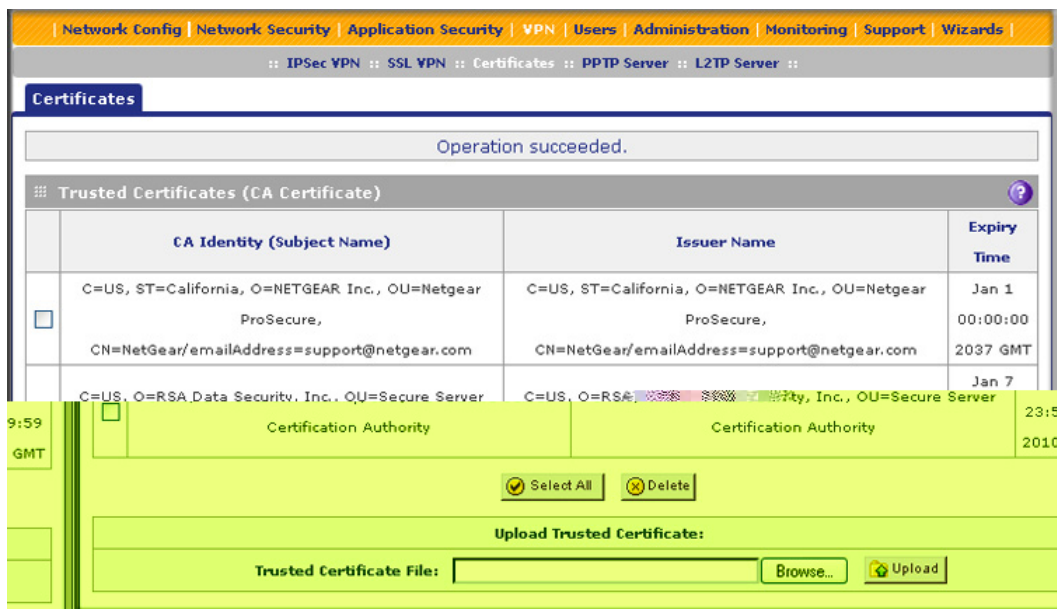 | Network Config | Network Security | Application Security | VPN | Users | Administration | Monitoring | Support | Wizards |
:: IPSec VPN :: SSL VPN :: Certificates :: PPTP Server :: L2TP Server ::
Certificates
Operation succeeded.
Trusted Certificates (CA Certificate)
?
CA Identity (Subject Name)
Issuer Name
Expiry
Time
C=US, ST=California, O=NETGEAR Inc., OU=Netgear
ProSecure,
CN=NetGear/emailAddress=support@netgear.com
C=US, ST=California, O=NETGEAR Inc., OU=Netgear
ProSecure,
CN=NetGear/emailAddress=support@netgear.com
Jan 1
00:00:00
2037 GMT
C=US, O=RSA Data Security, Inc., OU=Secure Server
Certification Authority
C=US, O=RSA Inc., OU=Secure Server
Certification Authority
Jan 7
23:5
2010
9:59
GMT
Select All
Delete
Upload Trusted Certificate:
Trusted Certificate File:
Browse...
Upload